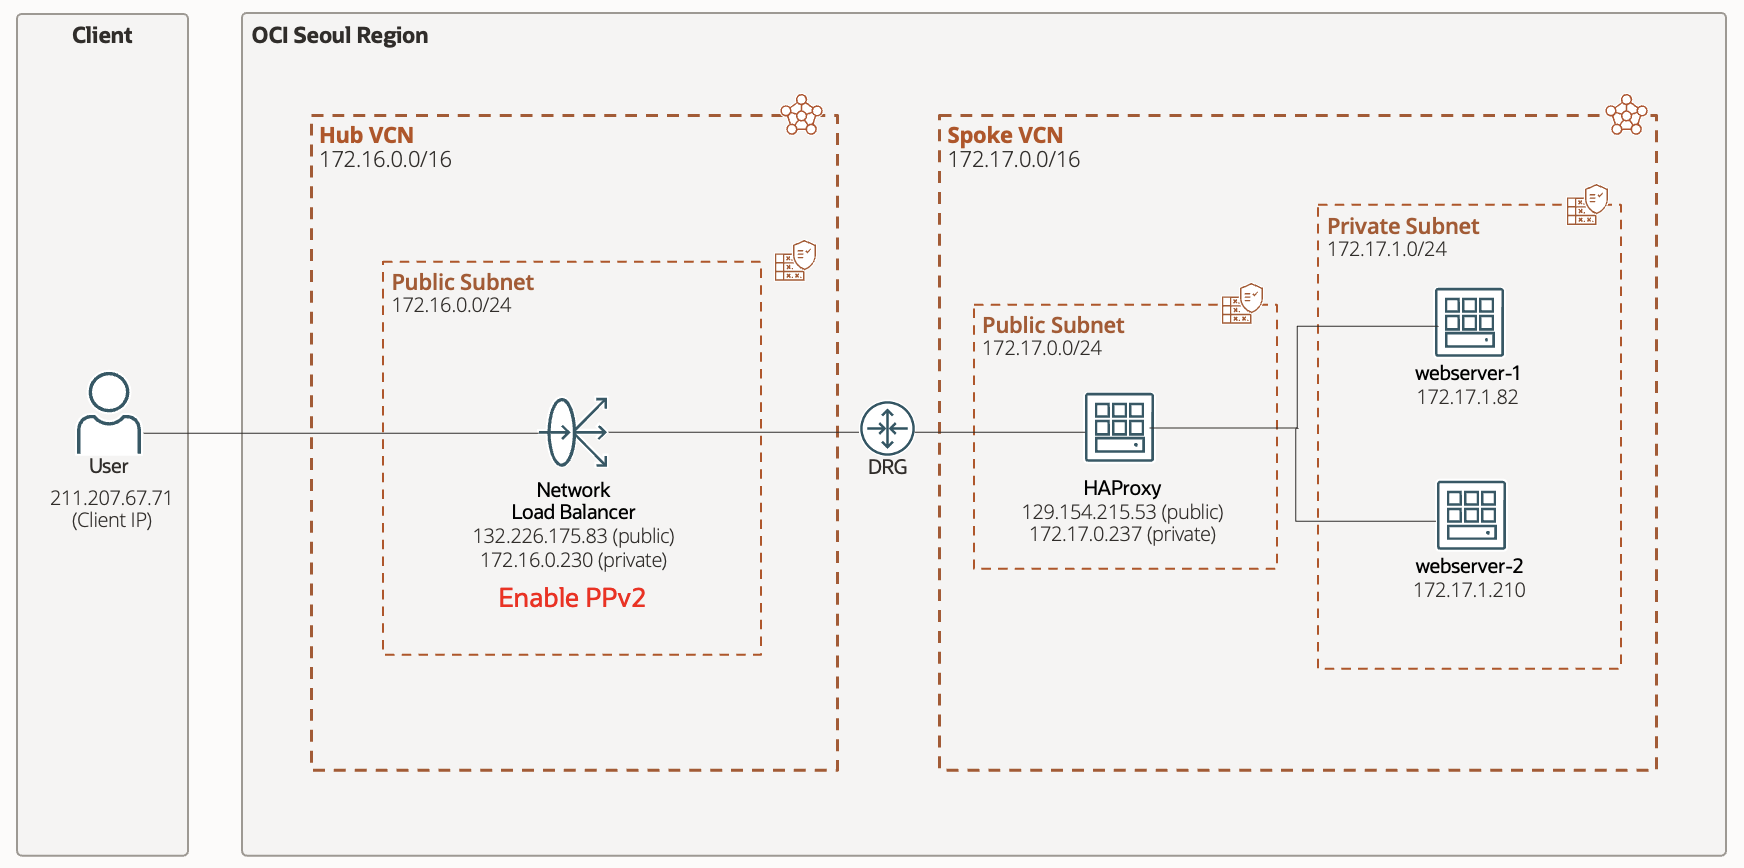 Client
OCI Seoul Region
Hub VCN
172.16.0.0/16
Spoke VCN
172.17.0.0/16
Private Subnet
172.17.1.0/24
Public Subnet
172.16.0.0/24
Public Subnet
172.17.0.0/24
webserver-1
172.17.1.82
User
211.207.67.71
(Client IP)
Network
Load Balancer
132.226.175.83 (public)
172.16.0.230 (private)
Enable PPv2
DRG
HAProxy
129.154.215.53 (public)
172.17.0.237 (private)
webserver-2
172.17.1.210